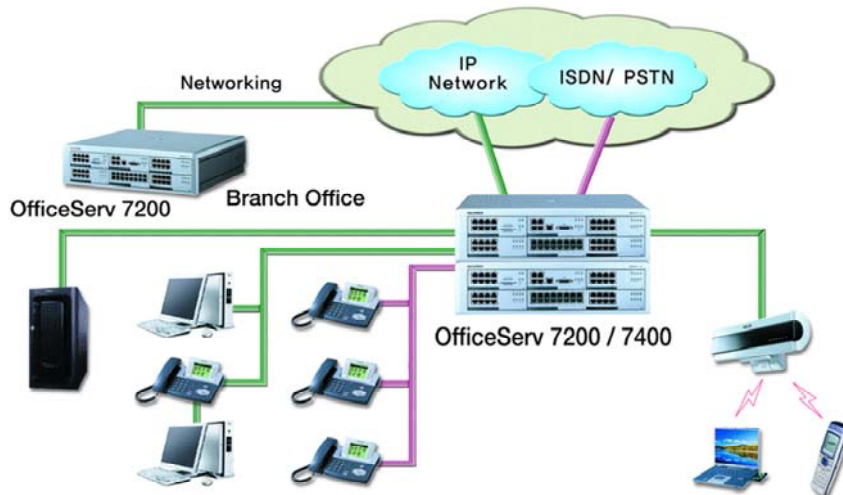 IP
Network
ISDN/ PSTN
Networking
OfficeServ 7200
Branch Office
OfficeServ 7200 / 7400